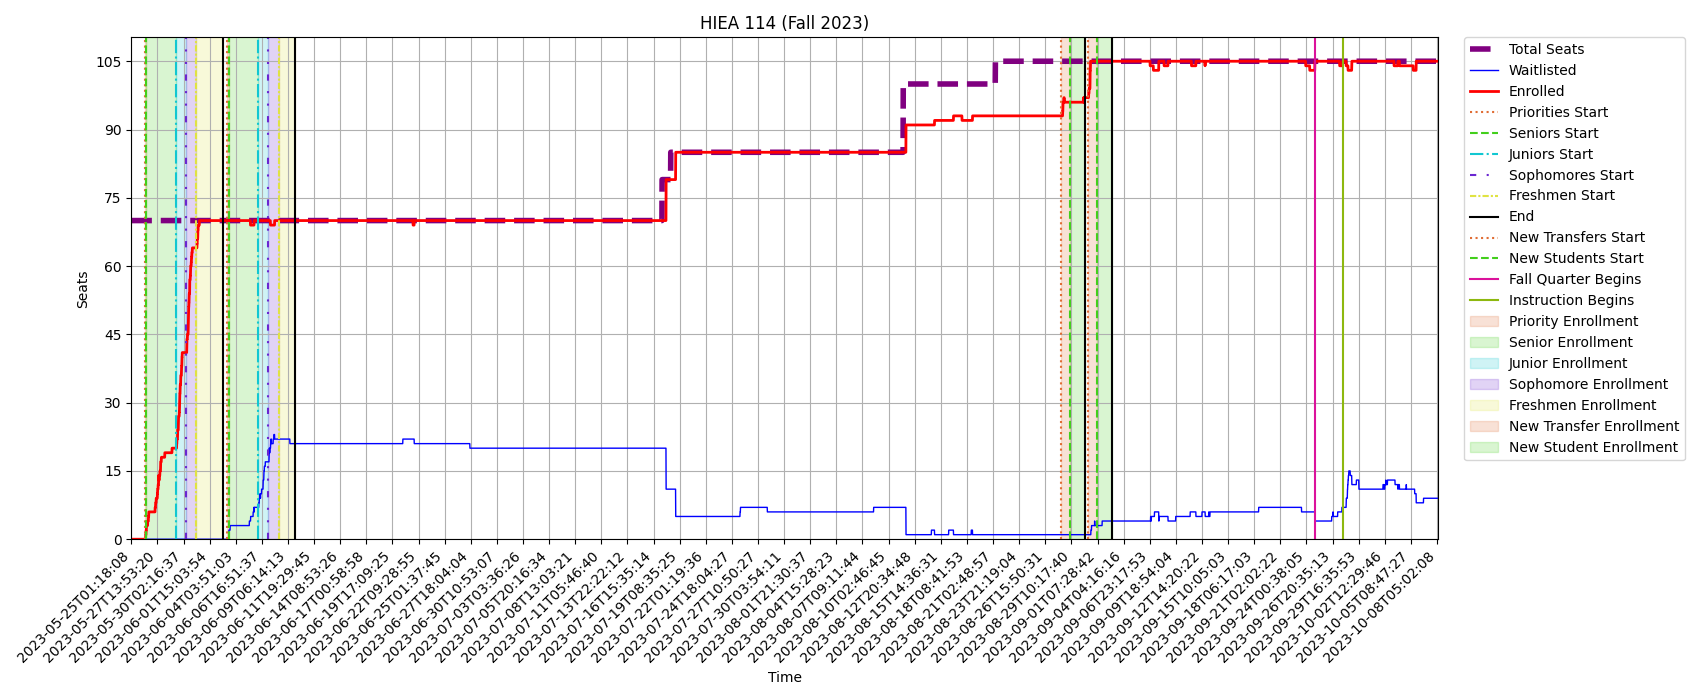 HIEA 114 (Fall 2023)
Seats
105
90
75
60
45
30
15
0
2023-05-25T01:18:08
2023-05-27T13:53:20
2023-05-30T02:16:37
2023-06-01T15:03:54
2023-06-04T03:51:03
2023-06-06T16:51:37
2023-06-09T06:14:13
2023-06-11T19:29:45
2023-06-14T08:53:26
2023-06-17T00:58:58
2023-06-19T17:09:25
2023-06-22T09:28:55
2023-06-25T01:37:45
2023-06-27T18:04:04
2023-06-30T10:53:07
2023-07-03T03:36:26
2023-07-05T20:16:34
2023-07-08T13:03:21
2023-07-11T05:46:40
2023-07-13T22:22:12
2023-07-16T15:35:14
2023-07-19T08:35:25
2023-07-22T01:19:36
2023-07-24T18:04:27
2023-07-27T10:50:27
2023-07-30T03:54:11
2023-08-01T21:30:37
2023-08-04T15:28:23
2023-08-07T09:11:44
2023-08-10T02:46:45
2023-08-12T20:34:48
2023-08-15T14:36:31
2023-08-18T08:41:53
2023-08-21T02:48:57
2023-08-23T21:19:04
2023-08-26T15:50:31
2023-08-29T10:17:40
2023-09-01T07:28:42
2023-09-04T04:16:16
2023-09-06T23:17:53
2023-09-09T18:54:04
2023-09-12T14:20:22
2023-09-15T10:05:03
2023-09-18T06:17:03
2023-09-21T02:02:22
2023-09-24T00:38:05
2023-09-26T20:35:13
2023-09-29T16:35:53
2023-10-02T12:29:46
2023-10-05T08:47:27
2023-10-08T05:02:08
Time
Total Seats
Waitlisted
Enrolled
Priorities Start
Seniors Start
Juniors Start
Sophomores Start
Freshmen Start
End
New Transfers Start
New Students Start
Fall Quarter Begins
Instruction Begins
Priority Enrollment
Senior Enrollment
Junior Enrollment
Sophomore Enrollment
Freshmen Enrollment
New Transfer Enrollment
New Student Enrollment